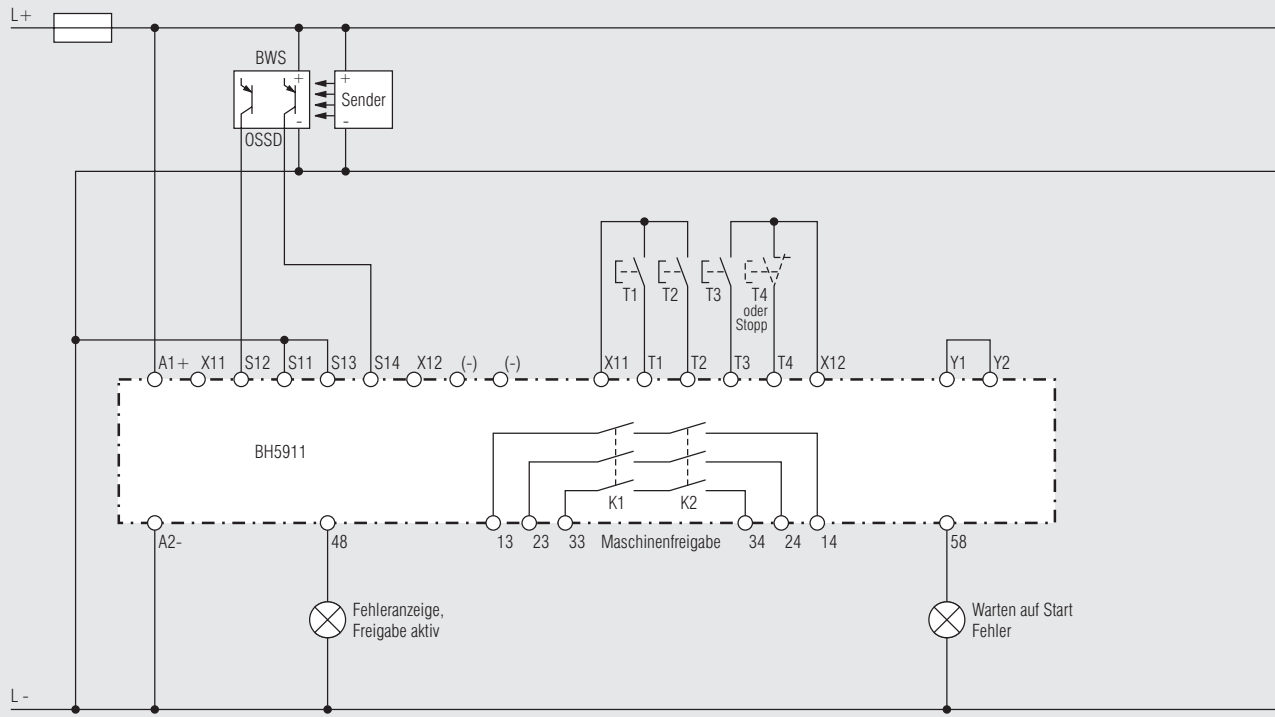 L+
BWS
+
+
Sender
-
-
OSSD
T1
T2
T3
T4
oder
Stopp
A1+
X11
S12
S11
S13
S14
X12
(-)
(-)
X11
T1
T2
T3
T4
X12
Y1
Y2
BH5911
K1
K2
A2-
48
13
23
33
Maschinenfreigabe
34
24
14
58
Fehleranzeige,
Freigabe aktiv
Warten auf Start
Fehler
L -